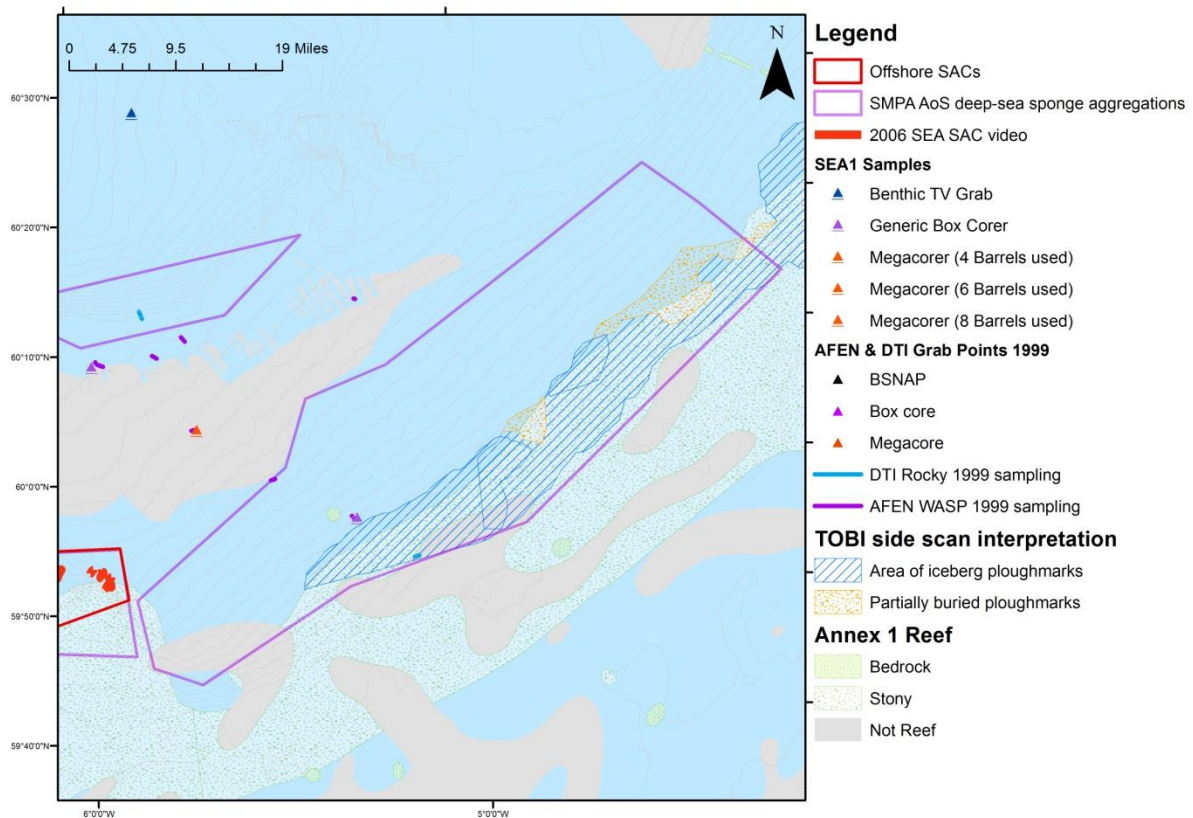 0 4.75 9.5 19 Miles
N
60°30'0"N
60°20'0"N
60°10'0"N
60°0'0"N
59°50'0"N
59°40'0"N
6°0'0"W
5°0'0"W
Legend
Offshore SACs
SMPA AoS deep-sea sponge aggregations
2006 SEA SAC video
SEA1 Samples
Benthic TV Grab
Generic Box Corer
Megacorer (4 Barrels used)
Megacorer (6 Barrels used)
Megacorer (8 Barrels used)
AFEN & DTI Grab Points 1999
BSNAP
Box core
Megacore
DTI Rocky 1999 sampling
AFEN WASP 1999 sampling
TOBI side scan interpretation
Area of iceberg ploughmarks
Partially buried ploughmarks
Annex 1 Reef
Bedrock
Stony
Not Reef